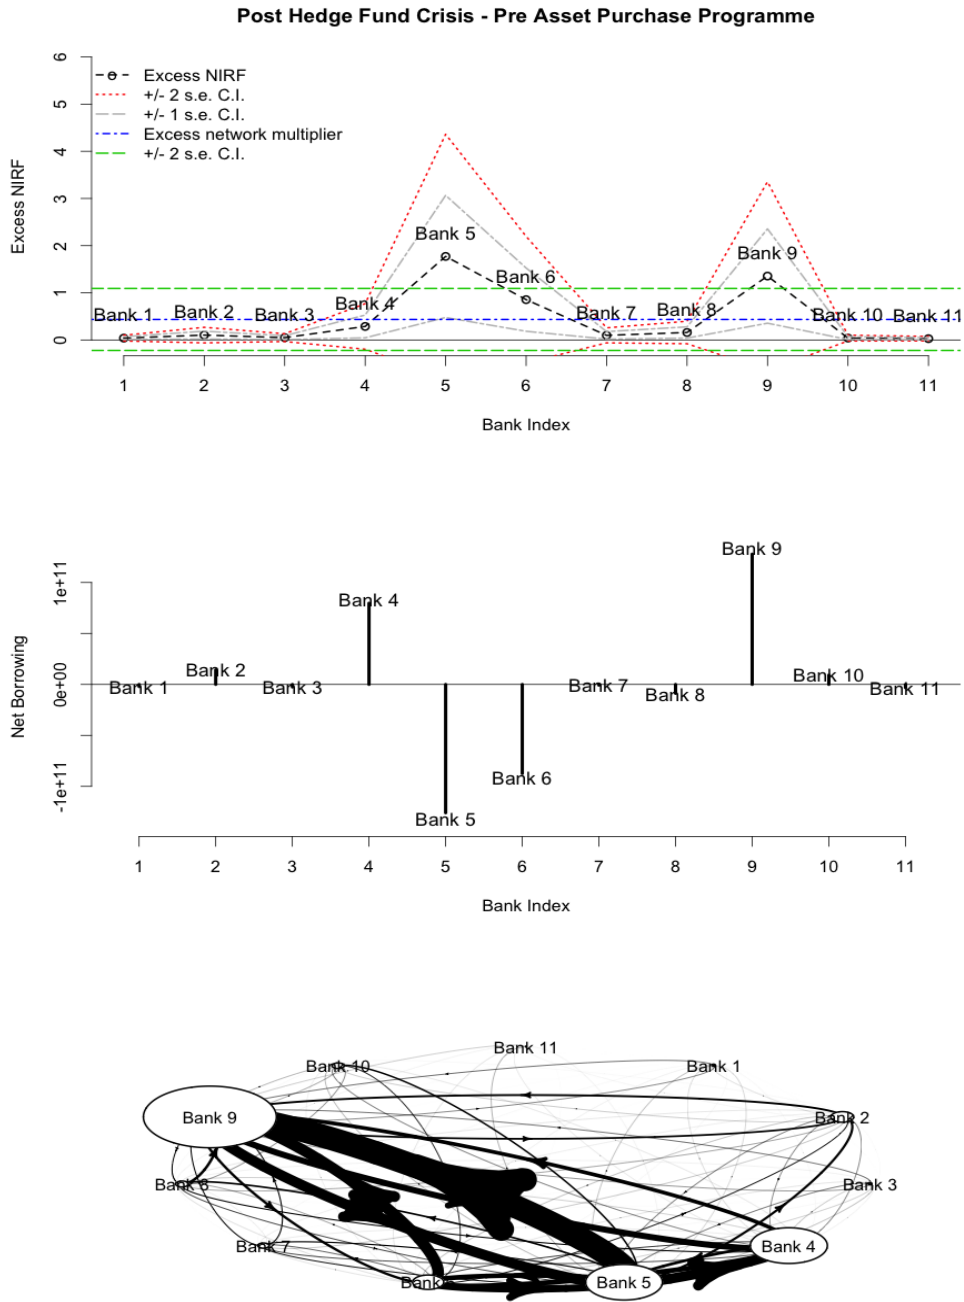 Post Hedge Fund Crisis - Pre Asset Purchase Programme
Excess NIRF
6
5
4
3
2
1
0
Excess NIRF
+/- 2 s.e. C.I.
+/- 1 s.e. C.I.
Excess network multiplier
+/- 2 s.e. C.I.
Bank 1
Bank 2
Bank 3
Bank 4
Bank 5
Bank 6
Bank 7
Bank 8
Bank 9
Bank 10
Bank 11
1 2 3 4 5 6 7 8 9 10 11
Bank Index
Net Borrowing
1e+11
0e+00
-1e+11
Bank 1
Bank 2
Bank 3
Bank 4
Bank 5
Bank 6
Bank 7
Bank 8
Bank 9
Bank 10
Bank 11
1 2 3 4 5 6 7 8 9 10 11
Bank Index
Bank 11
Bank 10
Bank 1
Bank 9
Bank 2
Bank 8
Bank 3
Bank 7
Bank 4
Bank
Bank 5